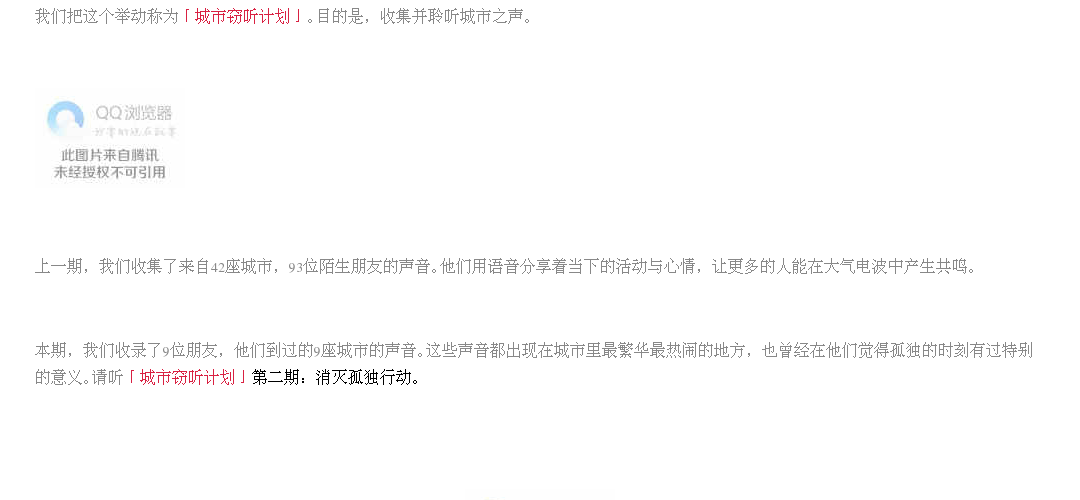 我们把这个举动称为「城市窃听计划」。目的是，收集并聆听城市之声。
QQ浏览器
此图片来自腾讯
未经授权不可引用
上一期，我们收集了来自42座城市，93位陌生朋友的声音。他们用语音分享着当下的活动与心情，让更多的人能在大气电波中产生共鸣。
本期，我们收录了9位朋友，他们到过的9座城市的声音。这些声音都出现在城市里最繁华最热闹的地方，也曾经在他们觉得孤独的时刻有过特别
的意义。请听「城市窃听计划」第二期：消灭孤独行动。